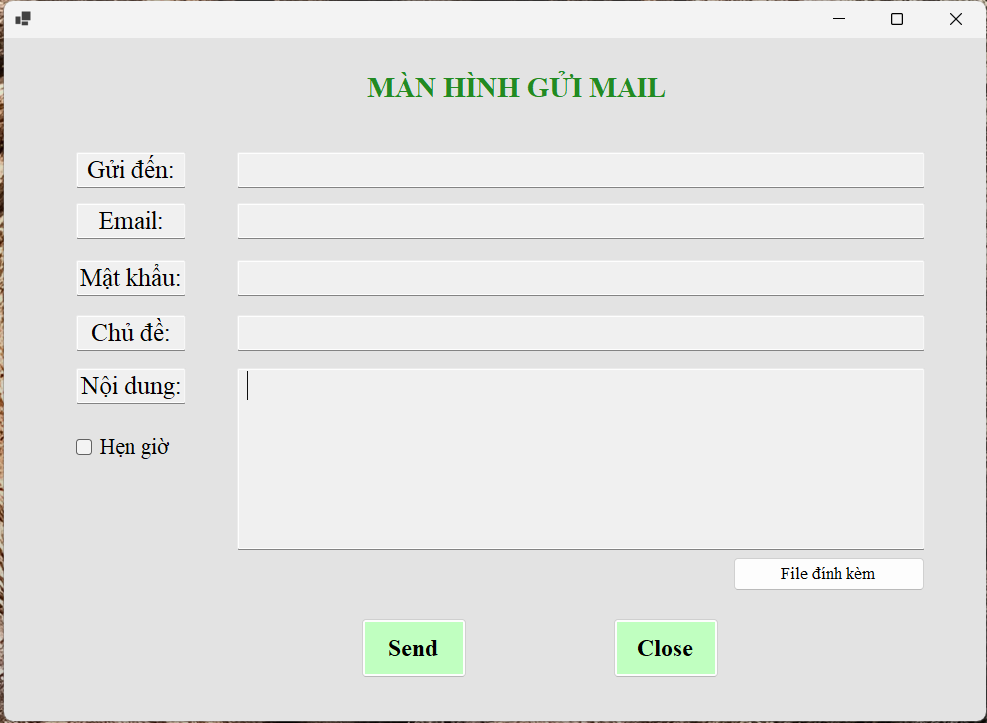 MÀN HÌNH GỬI MAIL
Gửi đến:
Email:
Mật khẩu:
Chủ đề:
Nội dung:
Hẹn giờ
File đính kèm
Send
Close